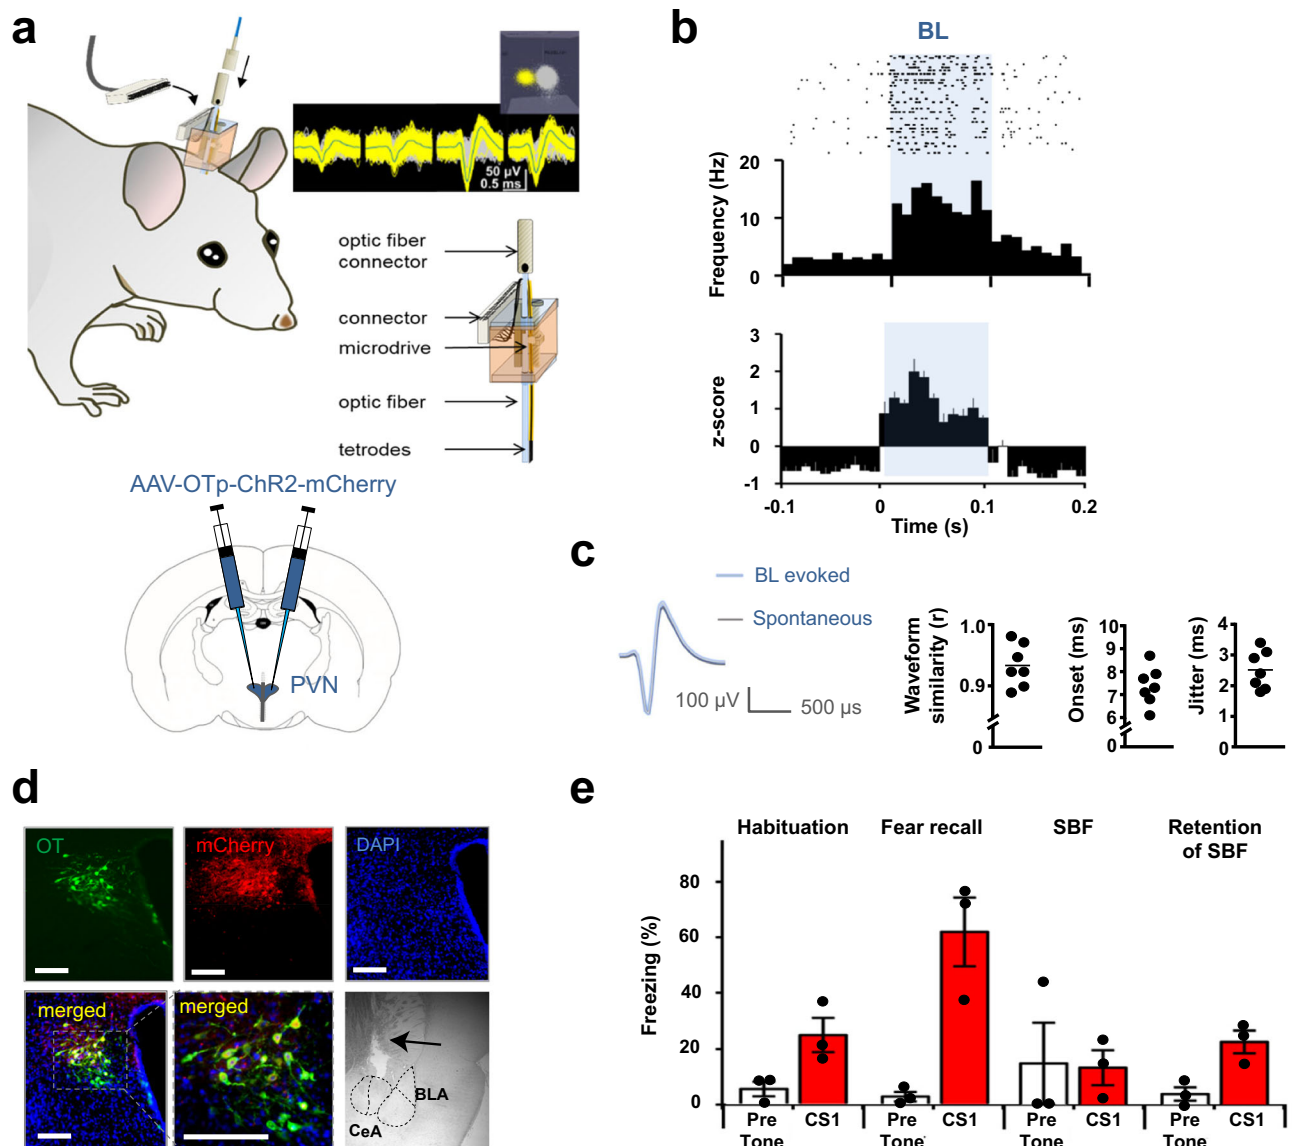 a
50 µV
0.5 ms
optic fiber
connector
connector
microdrive
optic fiber
tetrodes
AAV-OTp-ChR2-mCherry
PVN
b
BL
Frequency (Hz)
20
10
0
z-score
3
2
1
0
-1
-0.1
0
0.1
0.2
Time (s)
c
BL evoked
Spontaneous
100 µV
500 µs
Waveform
similarity (r)
1.0
0.9
0
Onset (ms)
10
9
8
7
6
0
Jitter (ms)
4
3
2
1
0
d
OT
mCherry
DAPI
merged
merged
BLA
CeA
e
Habituation
Fear recall
SBF
Retention
of SBF
Freezing (%)
80
60
40
20
0
Pre
Tone
CS1
Pre
Tone
CS1
Pre
Tone
CS1
Pre
Tone
CS1